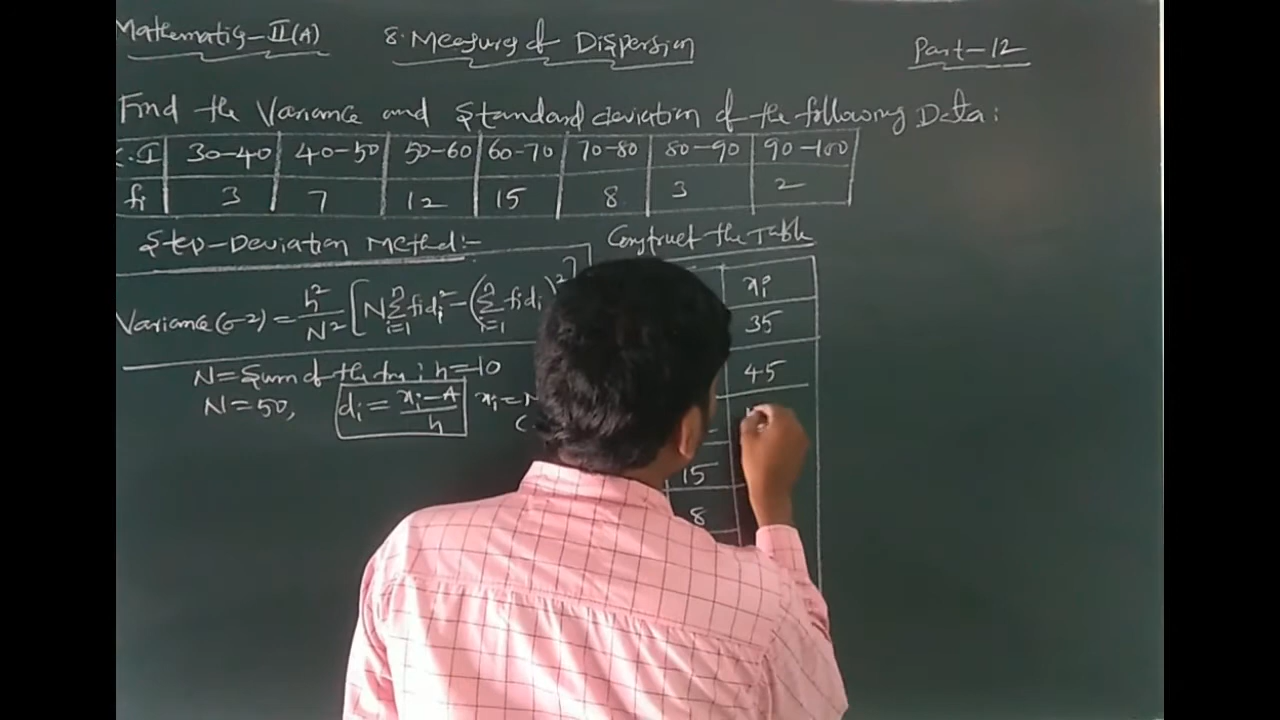 Mathematics-II(A) 8. Measures of Dispersion Part-12
Find the Variance and Standard deviation of the following Data:
C.I 30-40 40-50 50-60 60-70 70-80 80-90 90-100
fi 3 7 12 15 8 3 2
Step-Deviation Method:- Construct the Table
Variance(σ²) = h²/N² [N Σⁿᵢ₌₁ fidi² - (Σⁿᵢ₌₁ fidi)²]
N = Sum of the fre; h=10
N=50, di = xi-A/h xi =
xi
35
45
15
8